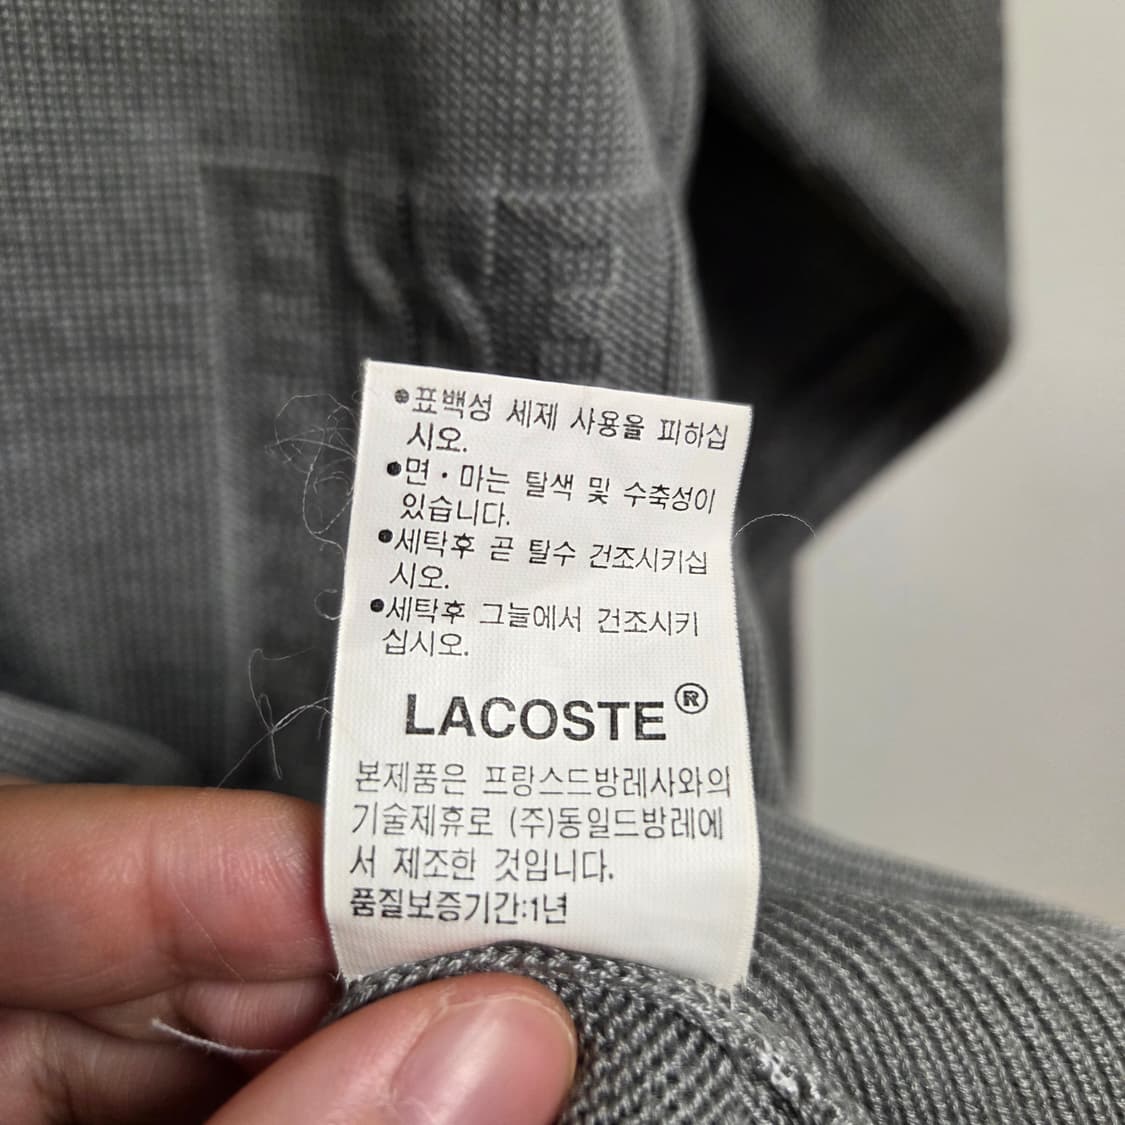 ●표백성 세제 사용을 피하십
시오.
●면·마는 탈색 및 수축성이
있습니다.
●세탁후 곧 탈수 건조시키십
시오.
●세탁후 그늘에서 건조시키
십시오.
LACOSTE®
본제품은 프랑스드방레사와의
기술제휴로 (주)동일드방레에
서 제조한 것입니다.
품질보증기간:1년